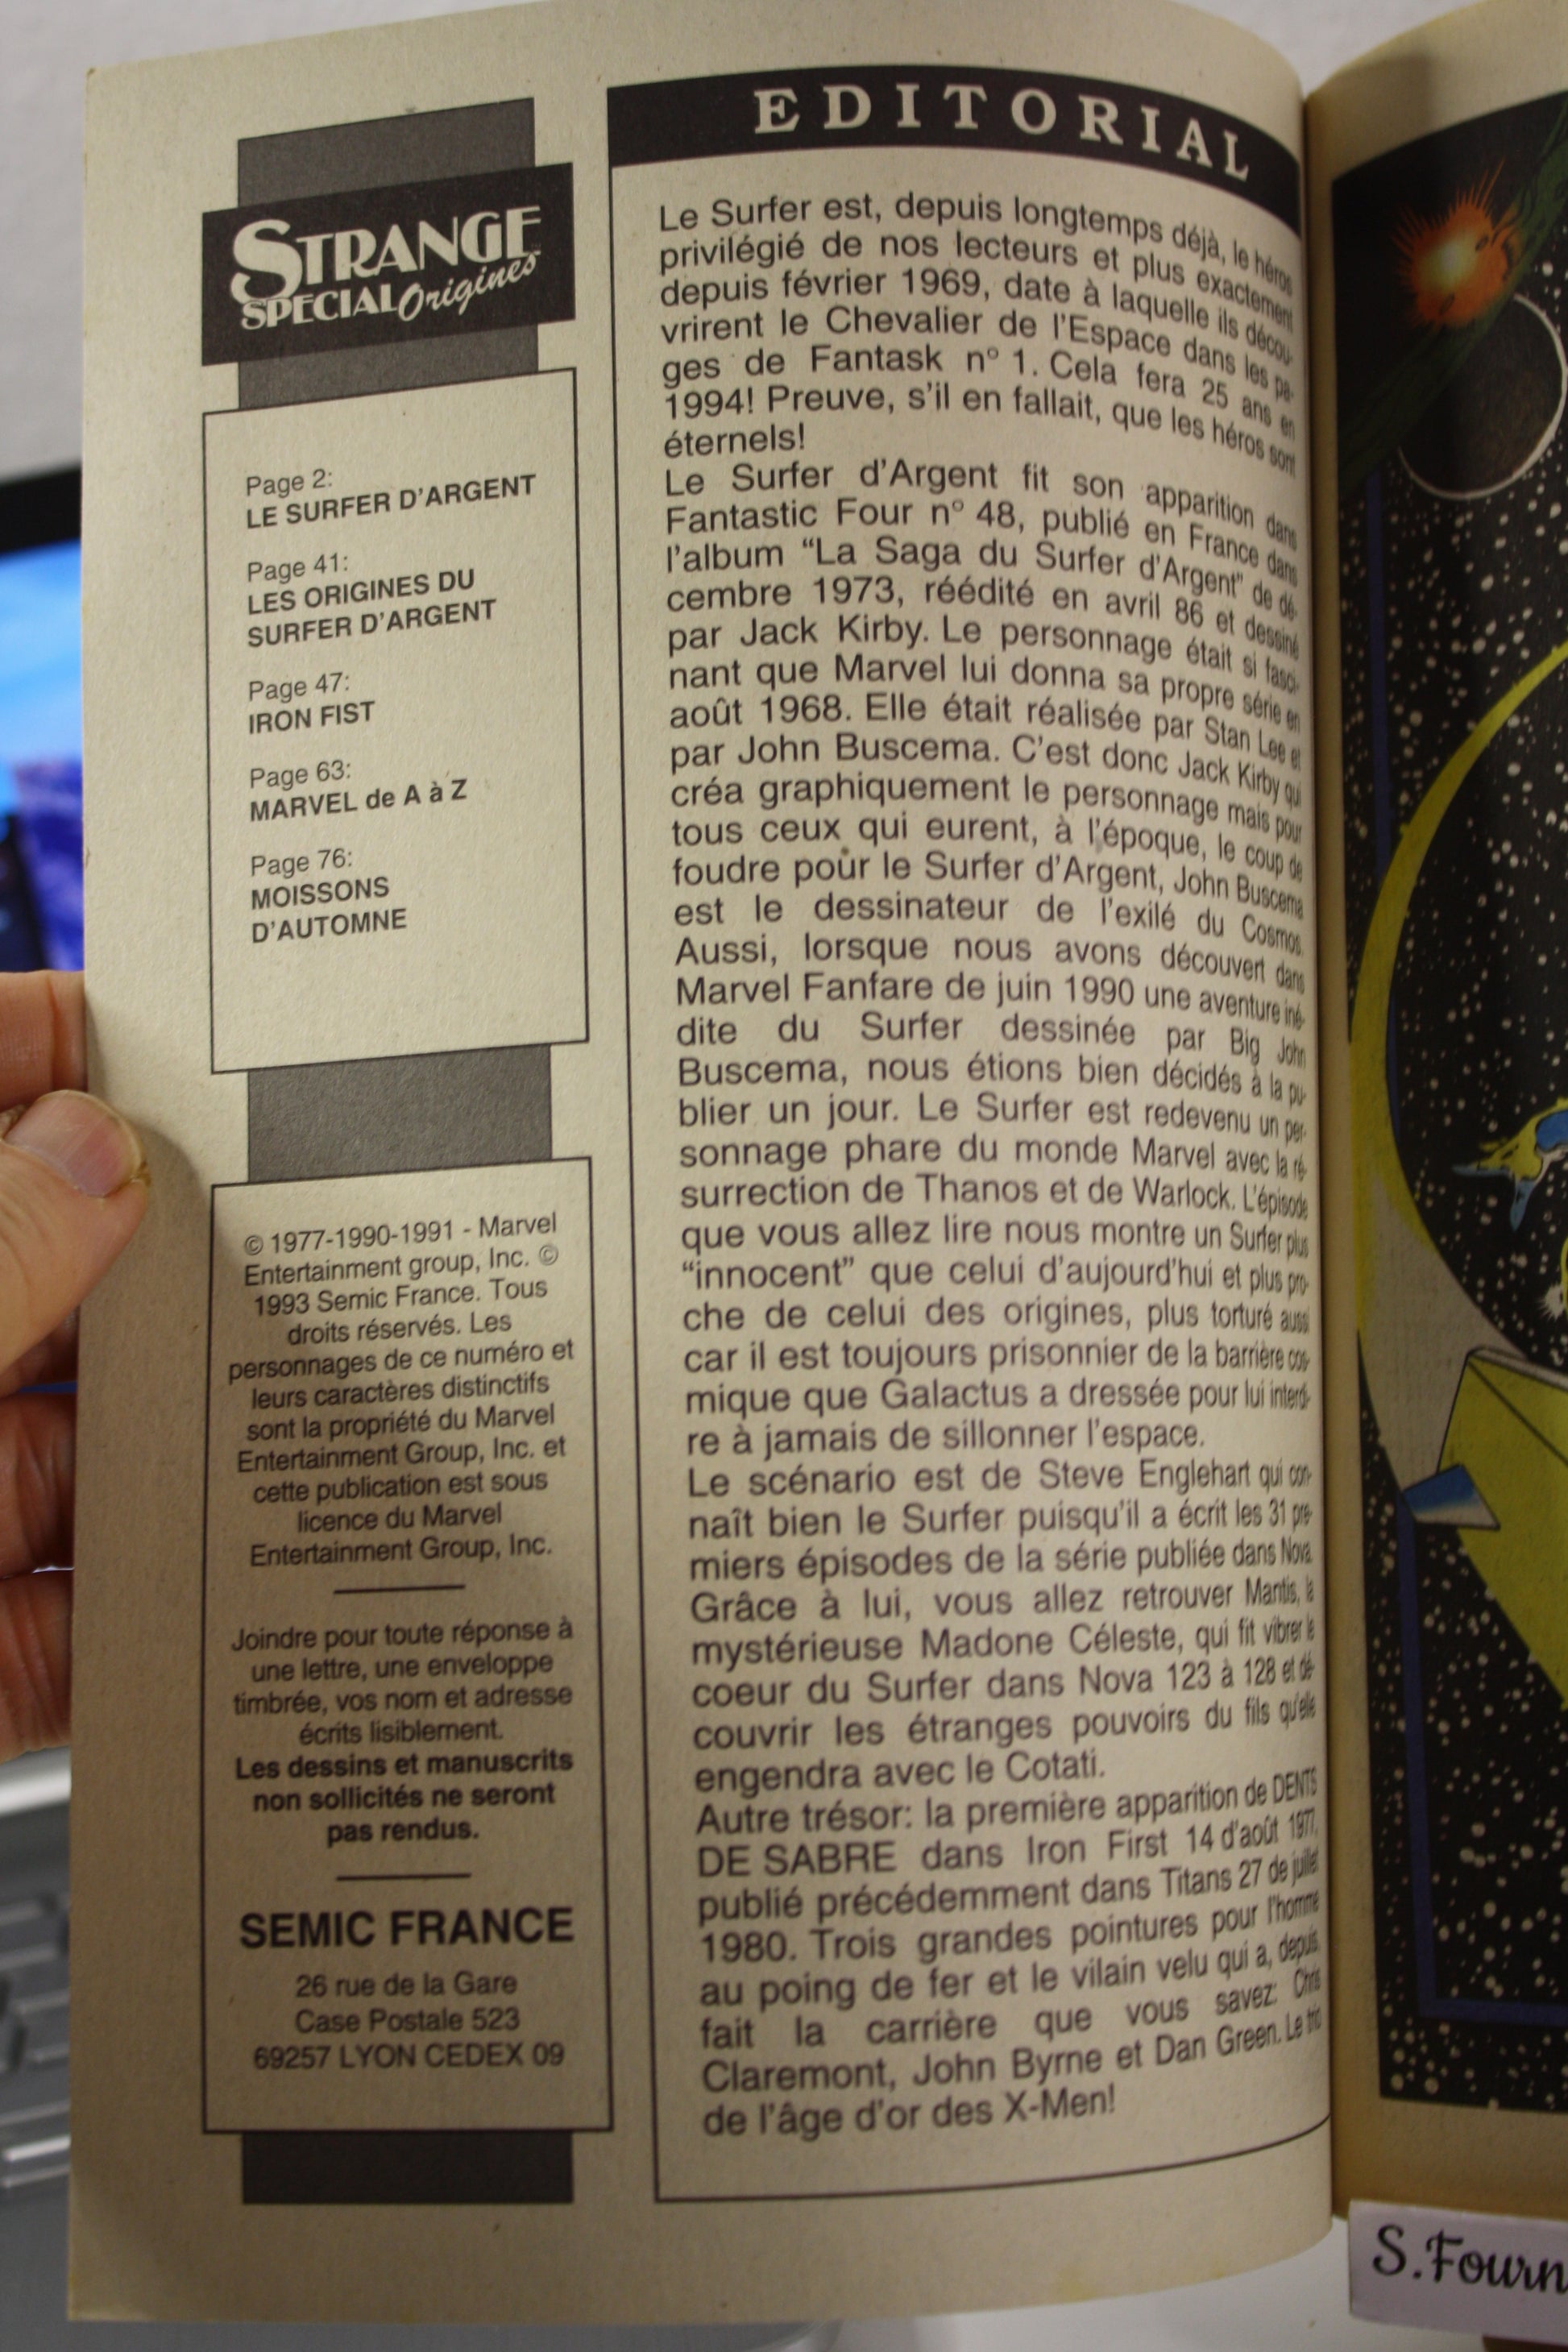 STRANGE
SPECIAL Origines
Page 2:
LE SURFER D'ARGENT
Page 41:
LES ORIGINES DU
SURFER D'ARGENT
Page 47:
IRON FIST
Page 63:
MARVEL de A à Z
Page 76:
MOISSONS
D'AUTOMNE
© 1977-1990-1991 - Marvel
Entertainment group, Inc. ©
1993 Semic France. Tous
droits réservés. Les
personnages de ce numéro et
leurs caractères distinctifs
sont la propriété du Marvel
Entertainment Group, Inc. et
cette publication est sous
licence du Marvel
Entertainment Group, Inc.
Joindre pour toute réponse à
une lettre, une enveloppe
timbrée, vos nom et adresse
écrits lisiblement.
Les dessins et manuscrits
non sollicités ne seront
pas rendus.
SEMIC FRANCE
26 rue de la Gare
Case Postale 523
69257 LYON CEDEX 09
EDITORIAL
Le Surfer est, depuis longtemps déjà, le héros
privilégié de nos lecteurs et plus exactement
depuis février 1969, date à laquelle ils décou-
vrirent le Chevalier de l'Espace dans les pa-
ges de Fantask n° 1. Cela fera 25 ans en
1994! Preuve, s'il en fallait, que les héros sont
éternels!
Le Surfer d'Argent fit son apparition dans
Fantastic Four n° 48, publié en France dans
l'album "La Saga du Surfer d'Argent" de dé-
cembre 1973, réédité en avril 86 et dessiné
par Jack Kirby. Le personnage était si fasci-
nant que Marvel lui donna sa propre série en
août 1968. Elle était réalisée par Stan Lee et
par John Buscema. C'est donc Jack Kirby qui
créa graphiquement le personnage mais pour
tous ceux qui eurent, à l'époque, le coup de
foudre pour le Surfer d'Argent, John Buscema
est le dessinateur de l'exilé du Cosmos.
Aussi, lorsque nous avons découvert dans
Marvel Fanfare de juin 1990 une aventure iné-
dite du Surfer dessinée par Big John
Buscema, nous étions bien décidés à la pu-
blier un jour. Le Surfer est redevenu un per-
sonnage phare du monde Marvel avec la ré-
surrection de Thanos et de Warlock. L'épisode
que vous allez lire nous montre un Surfer plus
"innocent" que celui d'aujourd'hui et plus pro-
che de celui des origines, plus torturé aussi
car il est toujours prisonnier de la barrière cos-
mique que Galactus a dressée pour lui interdi-
re à jamais de sillonner l'espace.
Le scénario est de Steve Englehart qui con-
naît bien le Surfer puisqu'il a écrit les 31 pre-
miers épisodes de la série publiée dans Nova.
Grâce à lui, vous allez retrouver Mantis, la
mystérieuse Madone Céleste, qui fit vibrer le
coeur du Surfer dans Nova 123 à 128 et dé-
couvrir les étranges pouvoirs du fils qu'elle
engendra avec le Cotati.
Autre trésor: la première apparition de DENTS
DE SABRE dans Iron First 14 d'août 1977,
publié précédemment dans Titans 27 de juillet
1980. Trois grandes pointures pour l'homme
au poing de fer et le vilain velu qui a, depuis,
fait la carrière que vous savez: Chris
Claremont, John Byrne et Dan Green. Le trio
de l'âge d'or des X-Men!
S.Fourn